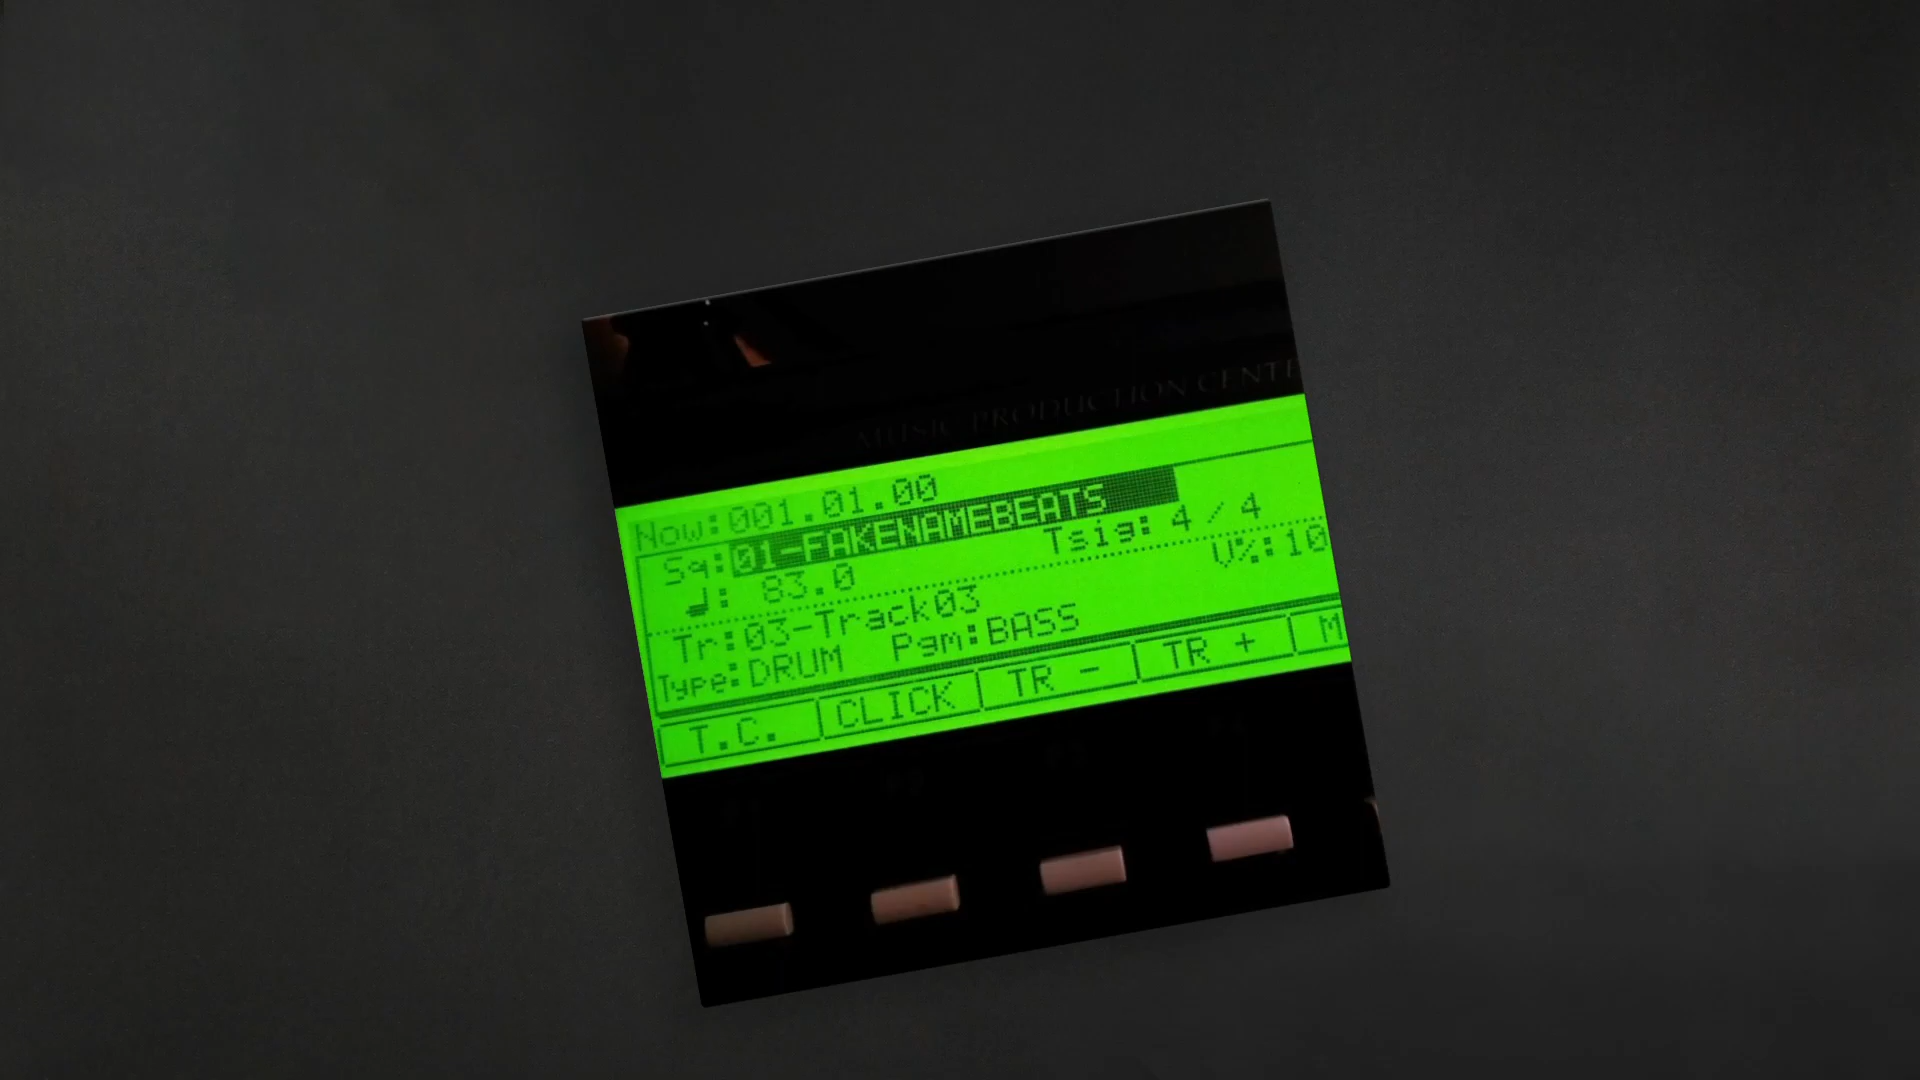 MUSIC PRODUCTION CENTE
Now:001.01.00
Sq:01-FAKENAMEBEATS
♩: 83.0 Tsig: 4 / 4
Tr:03-Track03 V%:10
Type:DRUM Pgm:BASS
T.C. CLICK TR - TR + M